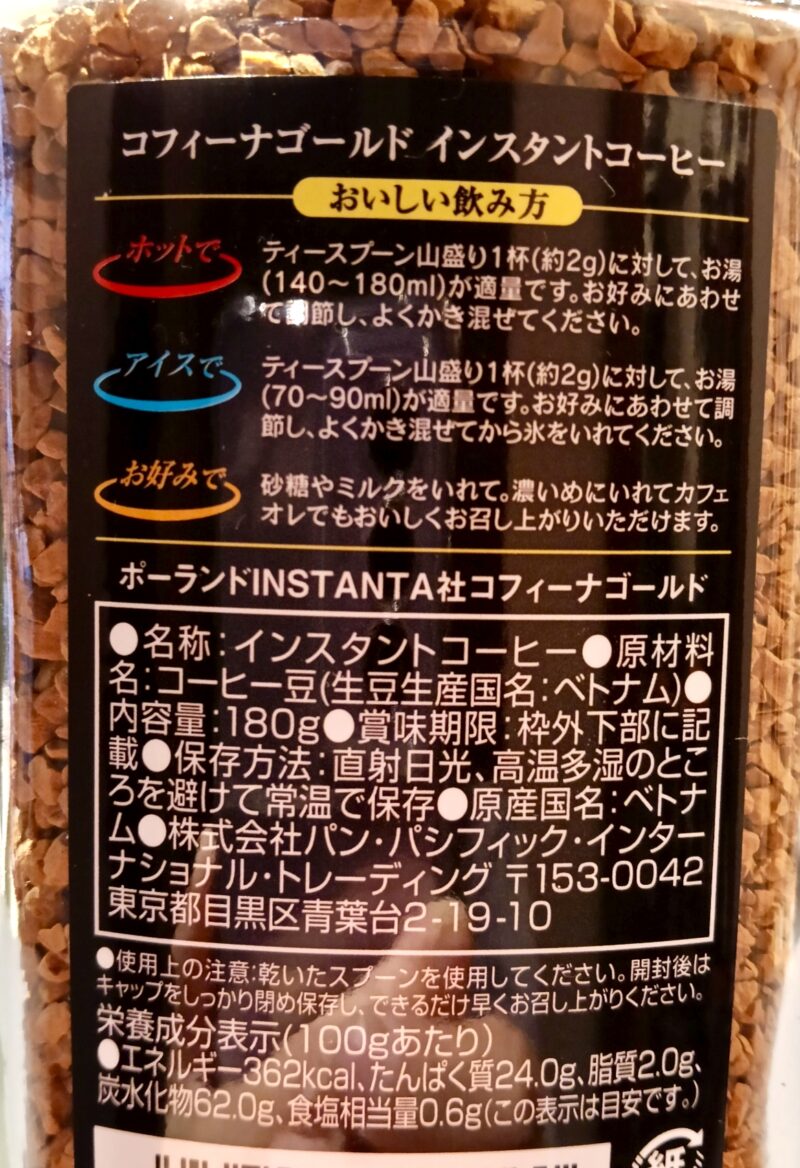 コフィーナゴールド インスタントコーヒー
おいしい飲み方
ホットで
ティースプーン山盛り1杯(約2g)に対して、お湯
(140〜180ml)が適量です。お好みにあわせ
て調節し、よくかき混ぜてください。
アイスで
ティースプーン山盛り1杯(約2g)に対して、お湯
(70〜90ml)が適量です。お好みにあわせて調
節し、よくかき混ぜてから氷をいれてください。
お好みで
砂糖やミルクをいれて。濃いめにいれてカフェ
オレでもおいしくお召し上がりいただけます。
ポーランドINSTANTA社コフィーナゴールド
●名称:インスタントコーヒー●原材料
名:コーヒー豆(生豆生産国名:ベトナム)●
内容量:180g●賞味期限:枠外下部に記
載●保存方法:直射日光、高温多湿のとこ
ろを避けて常温で保存●原産国名:ベトナ
ム●株式会社パン・パシフィック・インター
ナショナル・トレーディング 〒153-0042
東京都目黒区青葉台2-19-10
●使用上の注意:乾いたスプーンを使用してください。開封後は
キャップをしっかり閉め保存し、できるだけ早くお召し上がりください。
栄養成分表示(100gあたり)
●エネルギー362kcal、たんぱく質24.0g、脂質2.0g、
炭水化物62.0g、食塩相当量0.6g(この表示は目安です。)
紙